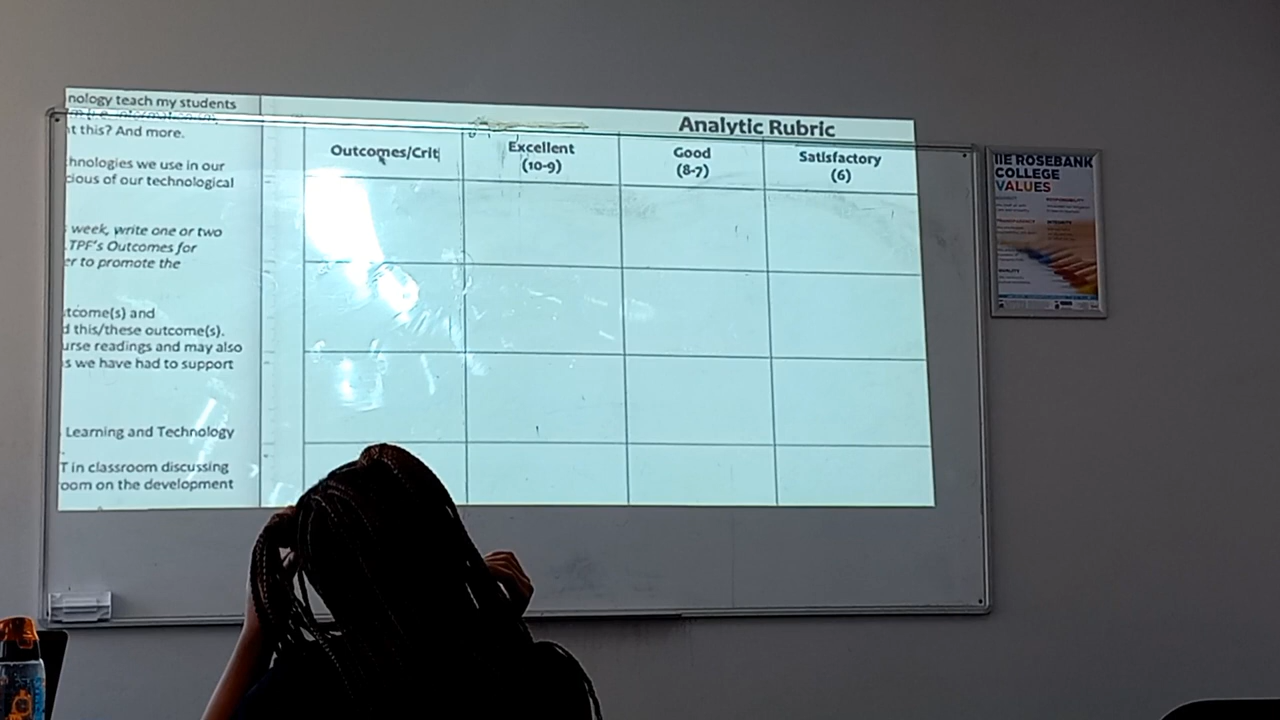 nology teach my students
t this? And more.
hnologies we use in our
cious of our technological
week, write one or two
TPF's Outcomes for
er to promote the
tcome(s) and
d this/these outcome(s).
urse readings and may also
s we have had to support
Learning and Technology
T in classroom discussing
oom on the development
Analytic Rubric
Outcomes/Crit
Excellent
(10-9)
Good
(8-7)
Satisfactory
(6)
IIE ROSEBANK
COLLEGE
VALUES